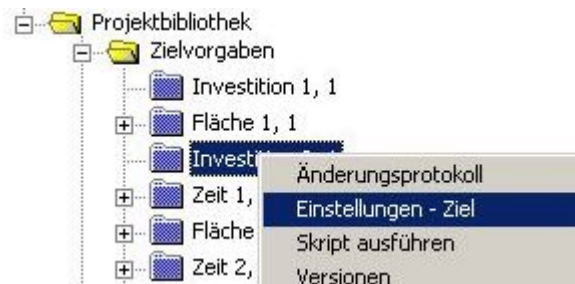 Projektbibliothek
Zielvorgaben
Investition 1, 1
Fläche 1, 1
Zeit 1,
Fläche
Zeit 2,
Änderungsprotokoll
Einstellungen - Ziel
Skript ausführen
Versionen